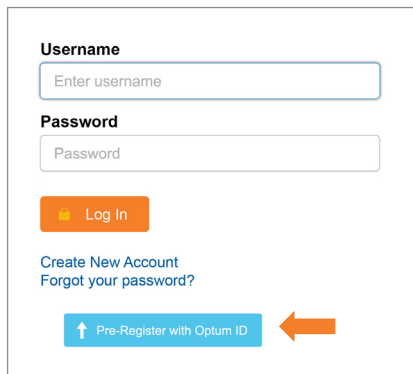 Username
Enter username
Password
Password
Log In
Create New Account
Forgot your password?
Pre-Register with Optum ID